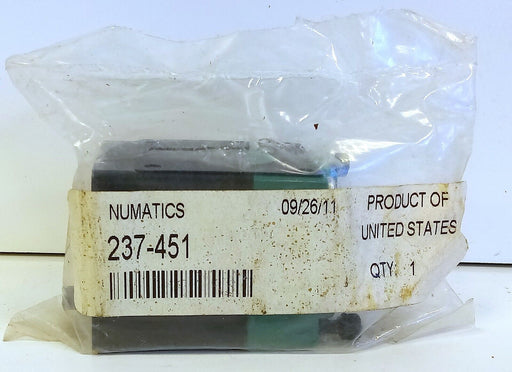 NUMATICS 09/26/11 PRODUCT OF
237-451 UNITED STATES
QTY: 1